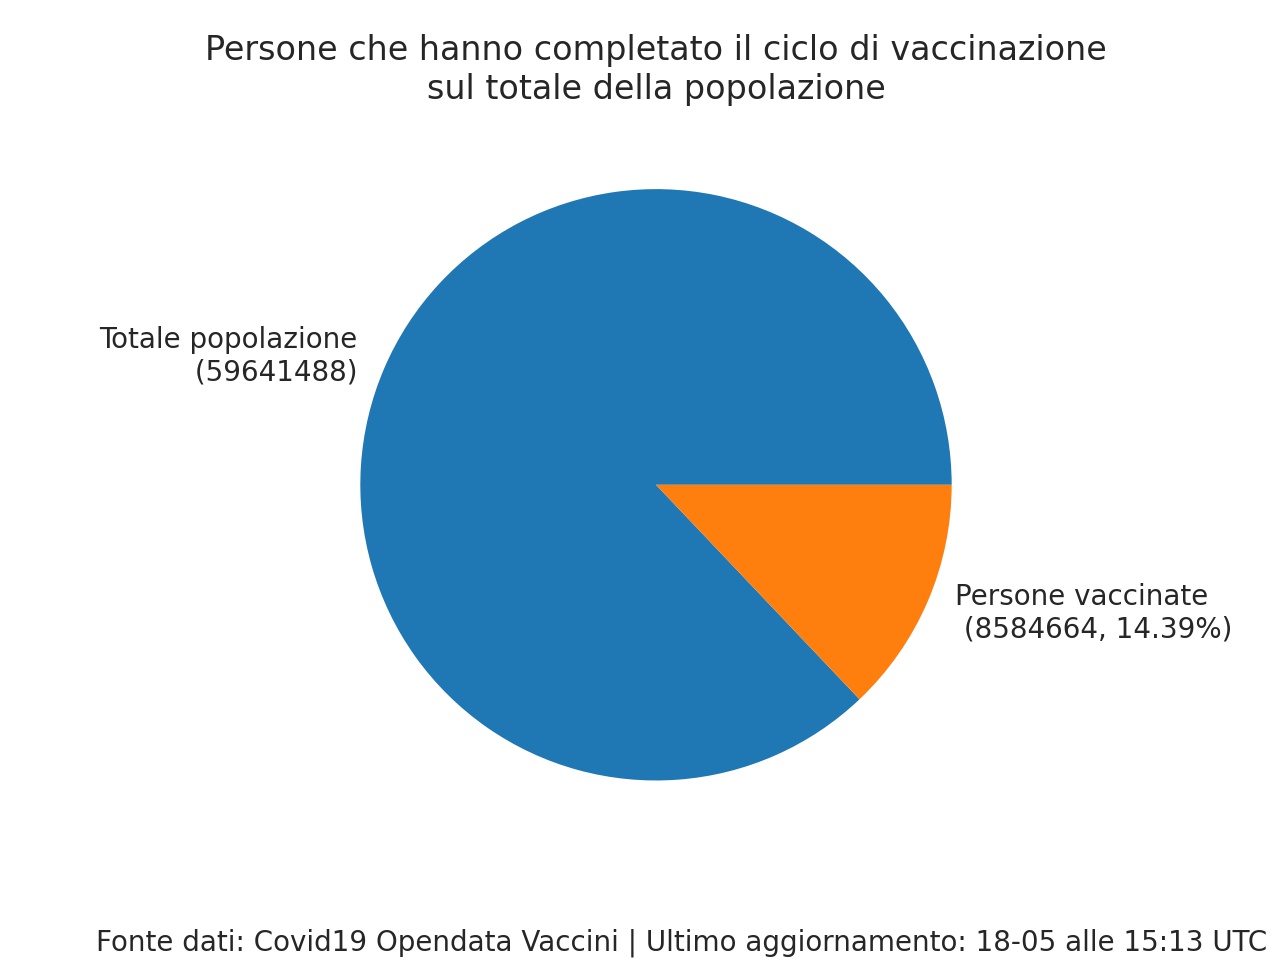 Persone che hanno completato il ciclo di vaccinazione
sul totale della popolazione
Totale popolazione
(59641488)
Persone vaccinate
(8584664, 14.39%)
Fonte dati: Covid19 Opendata Vaccini | Ultimo aggiornamento: 18-05 alle 15:13 UTC